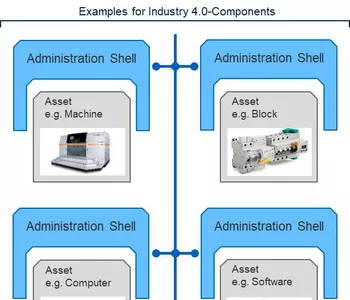 Examples for Industry 4.0-Components
Administration Shell
Administration Shell
Asset
e.g. Machine
Asset
e.g. Block
Administration Shell
Administration Shell
Asset
e.g. Computer
Asset
e.g. Software